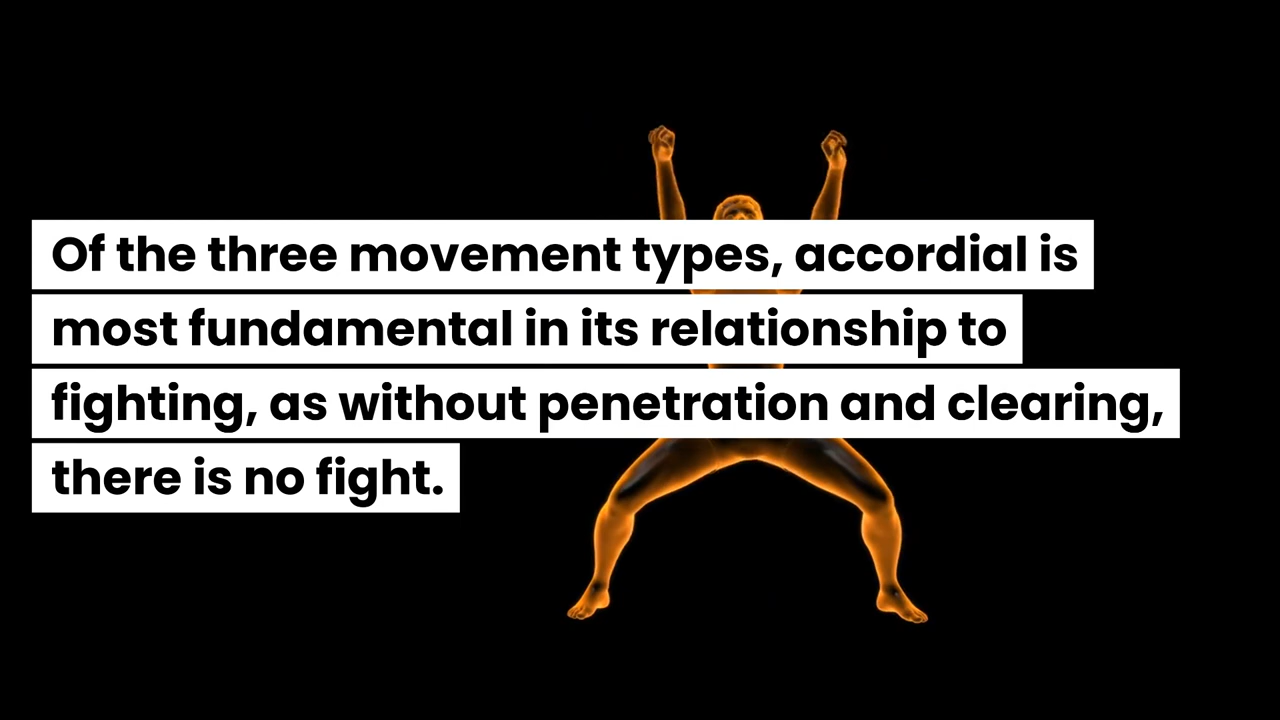 Of the three movement types, accordial is
most fundamental in its relationship to
fighting, as without penetration and clearing,
there is no fight.